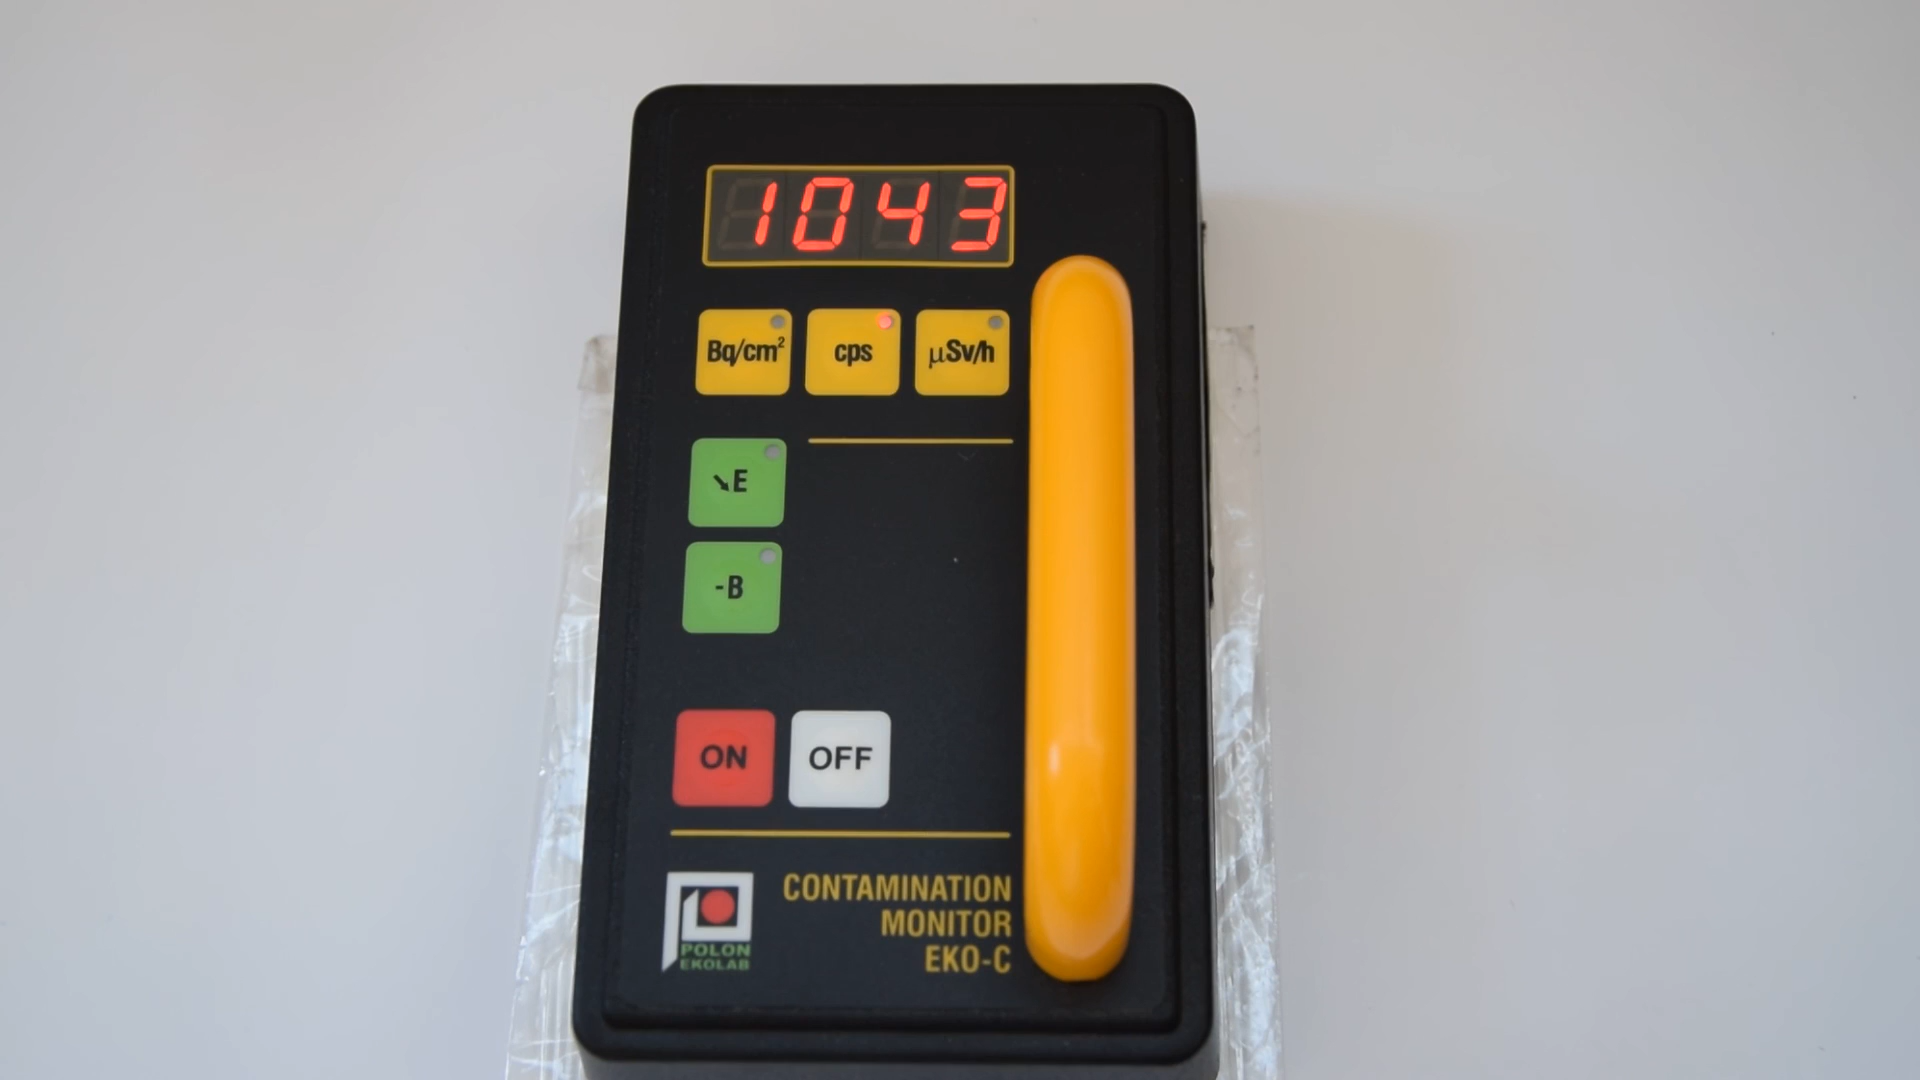 1043
Bq/cm² cps μSv/h
↘E
-B
ON OFF
CONTAMINATION
MONITOR
EKO-C
POLON
EKOLAB